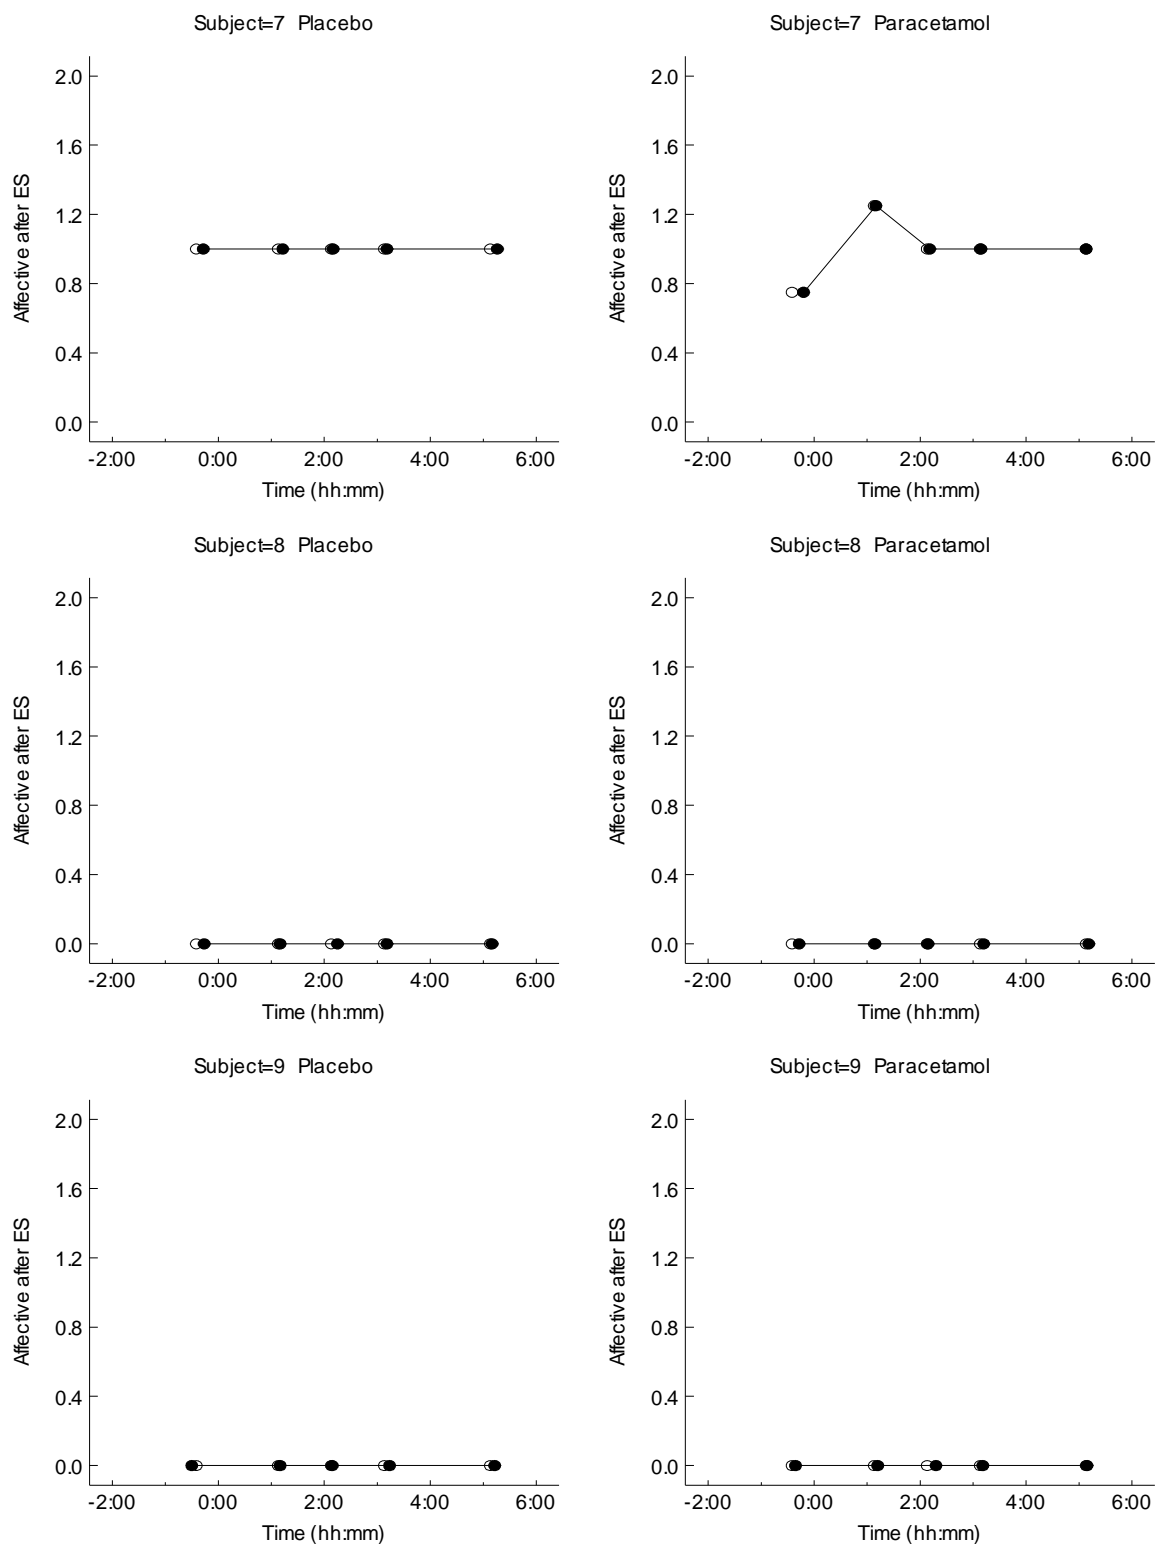 Subject=7 Placebo
Affective after ES
2.0
1.6
1.2
0.8
0.4
0.0
-2:00 0:00 2:00 4:00 6:00
Time (hh:mm)
Subject=7 Paracetamol
Affective after ES
2.0
1.6
1.2
0.8
0.4
0.0
-2:00 0:00 2:00 4:00 6:00
Time (hh:mm)
Subject=8 Placebo
Affective after ES
2.0
1.6
1.2
0.8
0.4
0.0
-2:00 0:00 2:00 4:00 6:00
Time (hh:mm)
Subject=8 Paracetamol
Affective after ES
2.0
1.6
1.2
0.8
0.4
0.0
-2:00 0:00 2:00 4:00 6:00
Time (hh:mm)
Subject=9 Placebo
Affective after ES
2.0
1.6
1.2
0.8
0.4
0.0
-2:00 0:00 2:00 4:00 6:00
Time (hh:mm)
Subject=9 Paracetamol
Affective after ES
2.0
1.6
1.2
0.8
0.4
0.0
-2:00 0:00 2:00 4:00 6:00
Time (hh:mm)